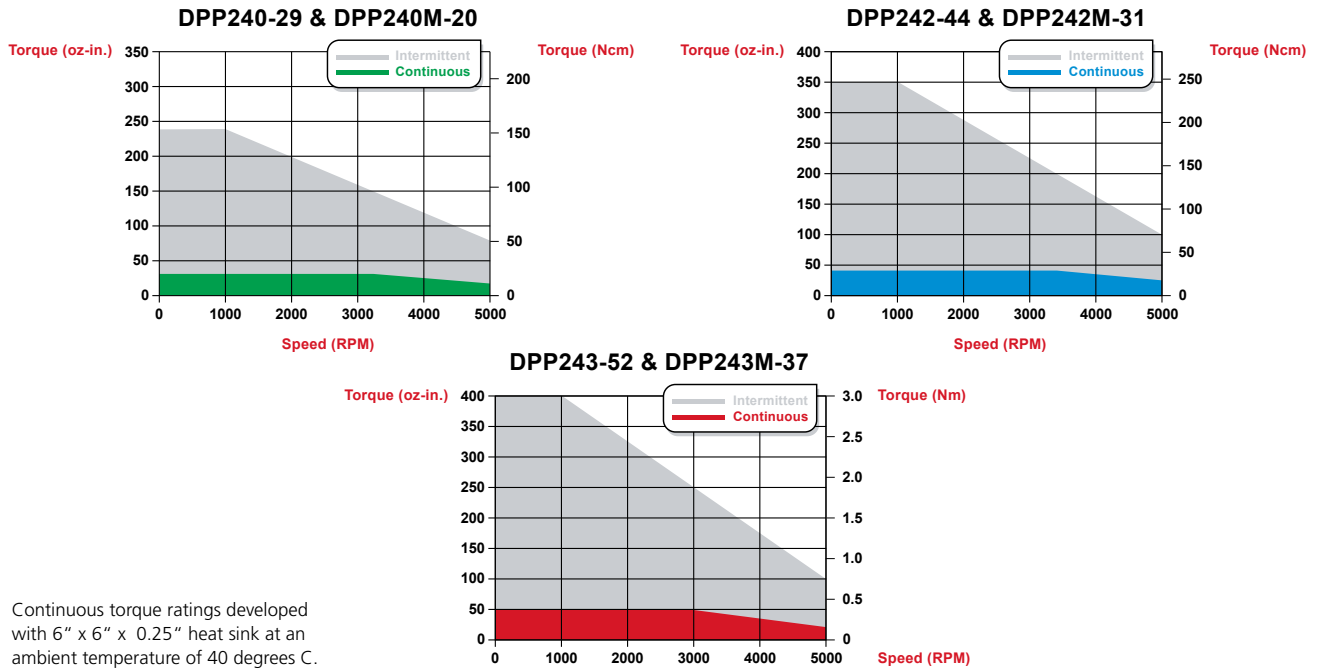 DPP240-29 & DPP240M-20
Torque (oz-in.)
Torque (Ncm)
Intermittent
Continuous
350
300
250
200
150
100
50
0
200
150
100
50
0
0 1000 2000 3000 4000 5000
Speed (RPM)
DPP242-44 & DPP242M-31
Torque (oz-in.)
Torque (Ncm)
Intermittent
Continuous
400
350
300
250
200
150
100
50
0
250
200
150
100
50
0
0 1000 2000 3000 4000 5000
Speed (RPM)
DPP243-52 & DPP243M-37
Torque (oz-in.)
Torque (Nm)
Intermittent
Continuous
400
350
300
250
200
150
100
50
0
3.0
2.5
2.0
1.5
1.0
0.5
0
0 1000 2000 3000 4000 5000
Speed (RPM)
Continuous torque ratings developed
with 6“ x 6“ x 0.25“ heat sink at an
ambient temperature of 40 degrees C.